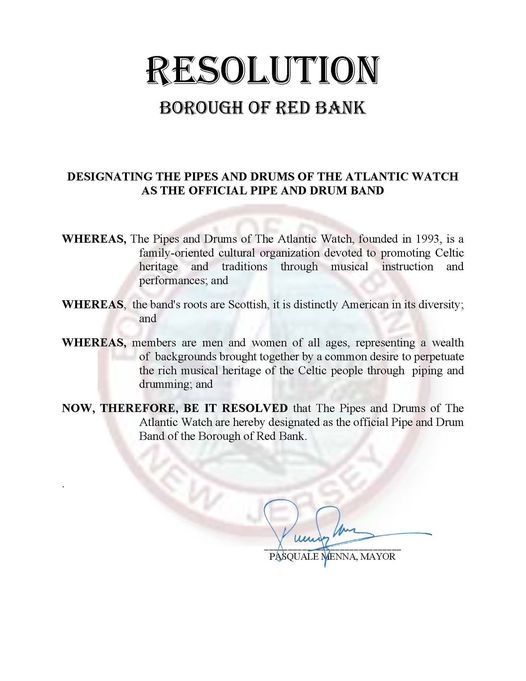 RESOLUTION
BOROUGH OF RED BANK
DESIGNATING THE PIPES AND DRUMS OF THE ATLANTIC WATCH
AS THE OFFICIAL PIPE AND DRUM BAND
WHEREAS, The Pipes and Drums of The Atlantic Watch, founded in 1993, is a
family-oriented cultural organization devoted to promoting Celtic
heritage and traditions through musical instruction and
performances; and
WHEREAS, the band's roots are Scottish, it is distinctly American in its diversity;
and
WHEREAS, members are men and women of all ages, representing a wealth
of backgrounds brought together by a common desire to perpetuate
the rich musical heritage of the Celtic people through piping and
drumming; and
NOW, THEREFORE, BE IT RESOLVED that The Pipes and Drums of The
Atlantic Watch are hereby designated as the official Pipe and Drum
Band of the Borough of Red Bank.
.
PASQUALE MENNA, MAYOR
BOROUGH OF RED BANK
NEW JERSEY